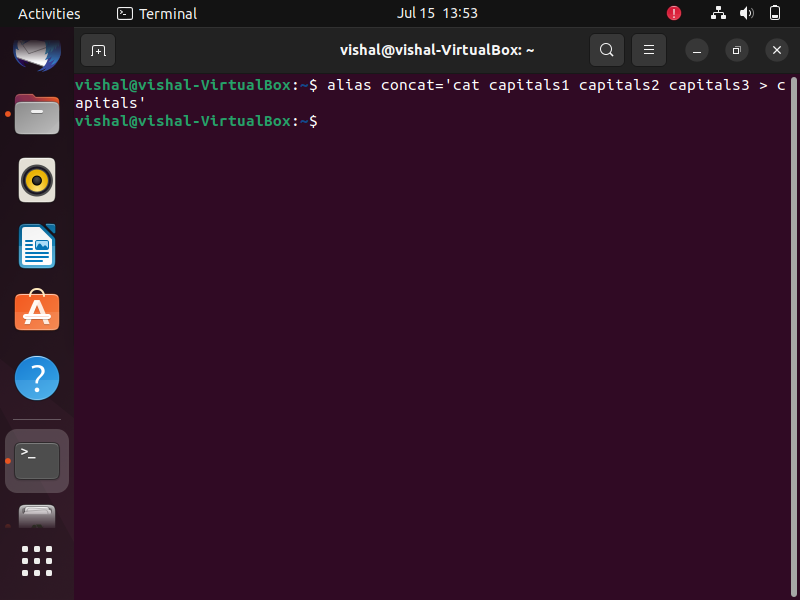 Activities Terminal Jul 15 13:53
vishal@vishal-VirtualBox: ~
vishal@vishal-VirtualBox:~$ alias concat='cat capitals1 capitals2 capitals3 > c
apitals'
vishal@vishal-VirtualBox:~$